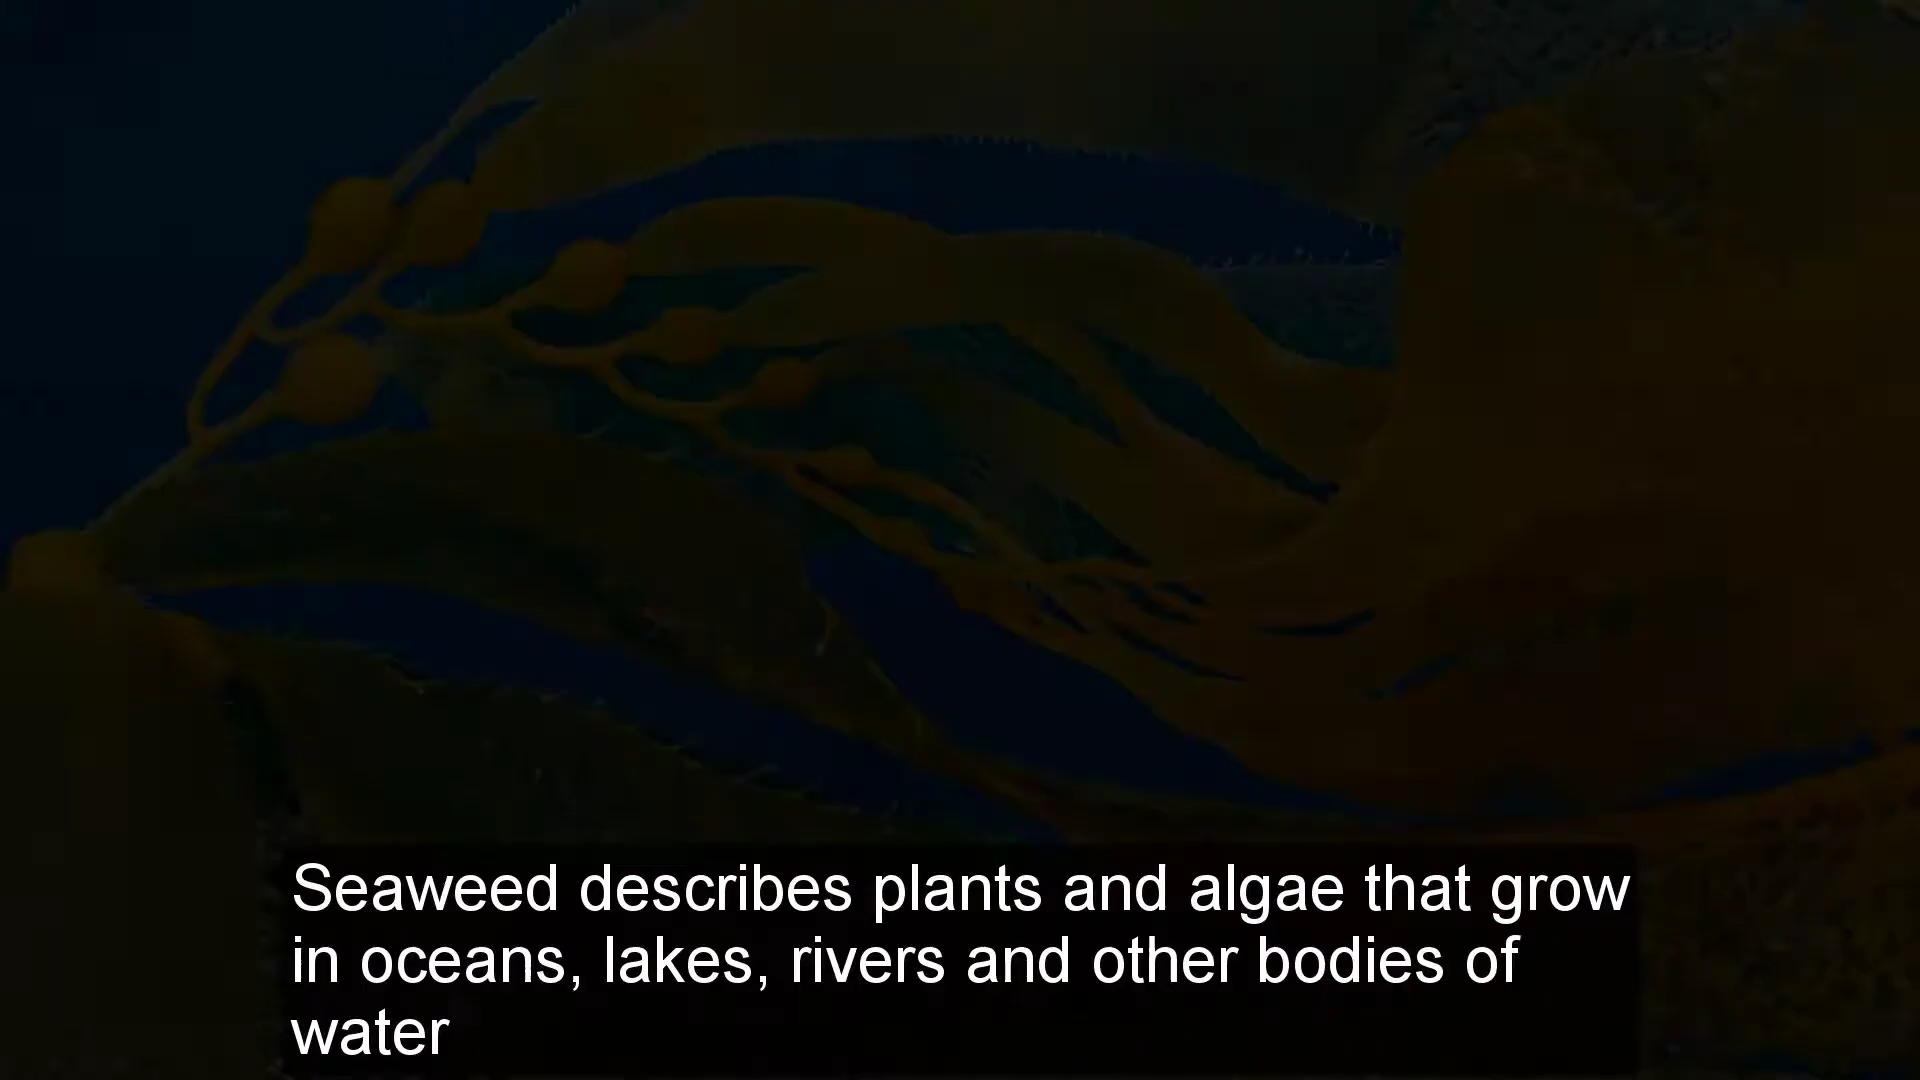 Seaweed describes plants and algae that grow
in oceans, lakes, rivers and other bodies of
water